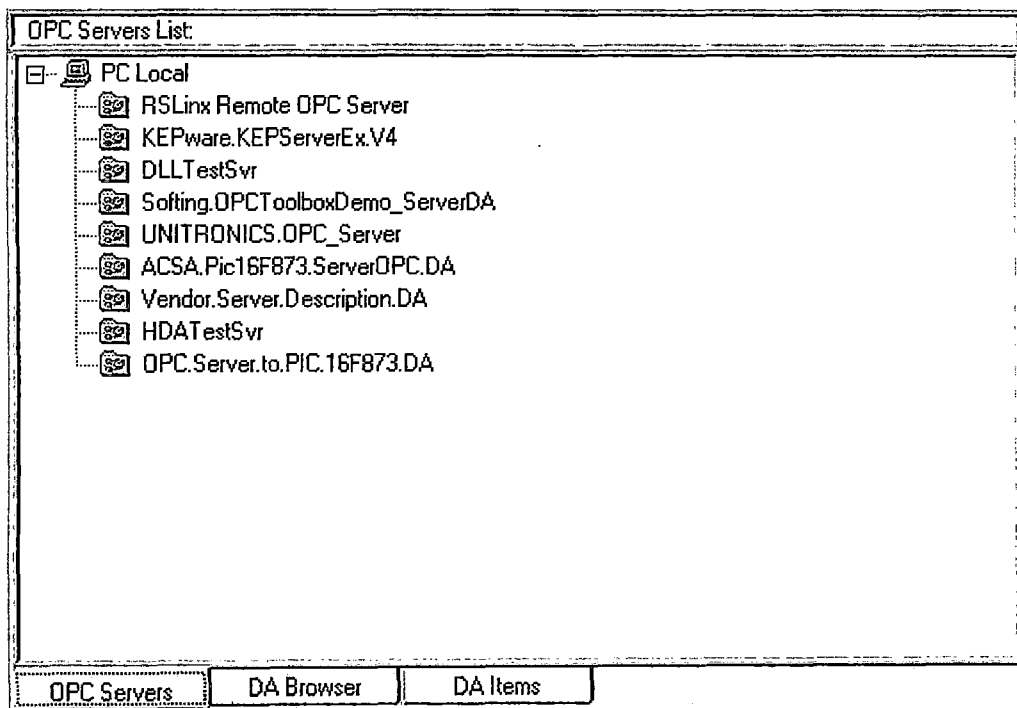 OPC Servers List:
PC Local
RSLinx Remote OPC Server
KEPware.KEPServerEx.V4
DLLTestSvr
Softing.OPCToolboxDemo_ServerDA
UNITRONICS.OPC_Server
ACSA.Pic16F873.ServerOPC.DA
Vendor.Server.Description.DA
HDATestSvr
OPC.Server.to.PIC.16F873.DA
OPC Servers DA Browser DA Items